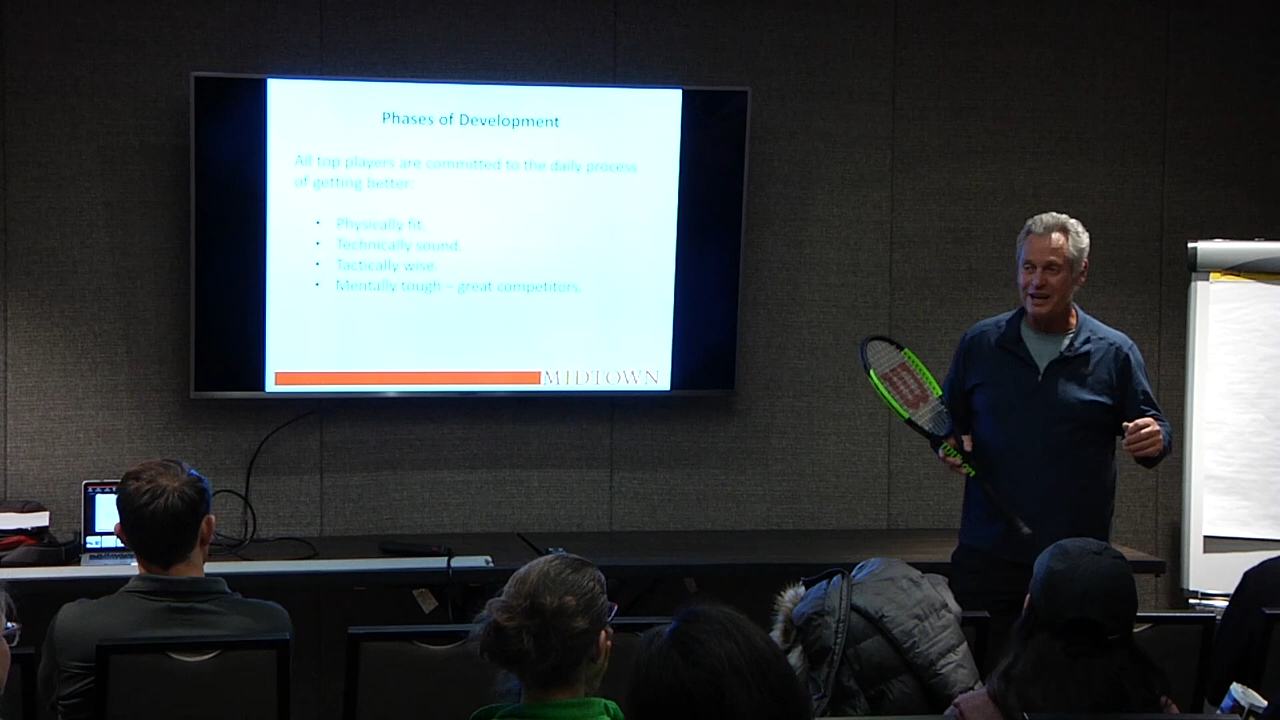 Phases of Development
All top players are committed to the daily process
of getting better:
• Physically fit.
• Technically sound.
• Tactically wise.
• Mentally tough – great competitors.
MIDTOWN
wilson